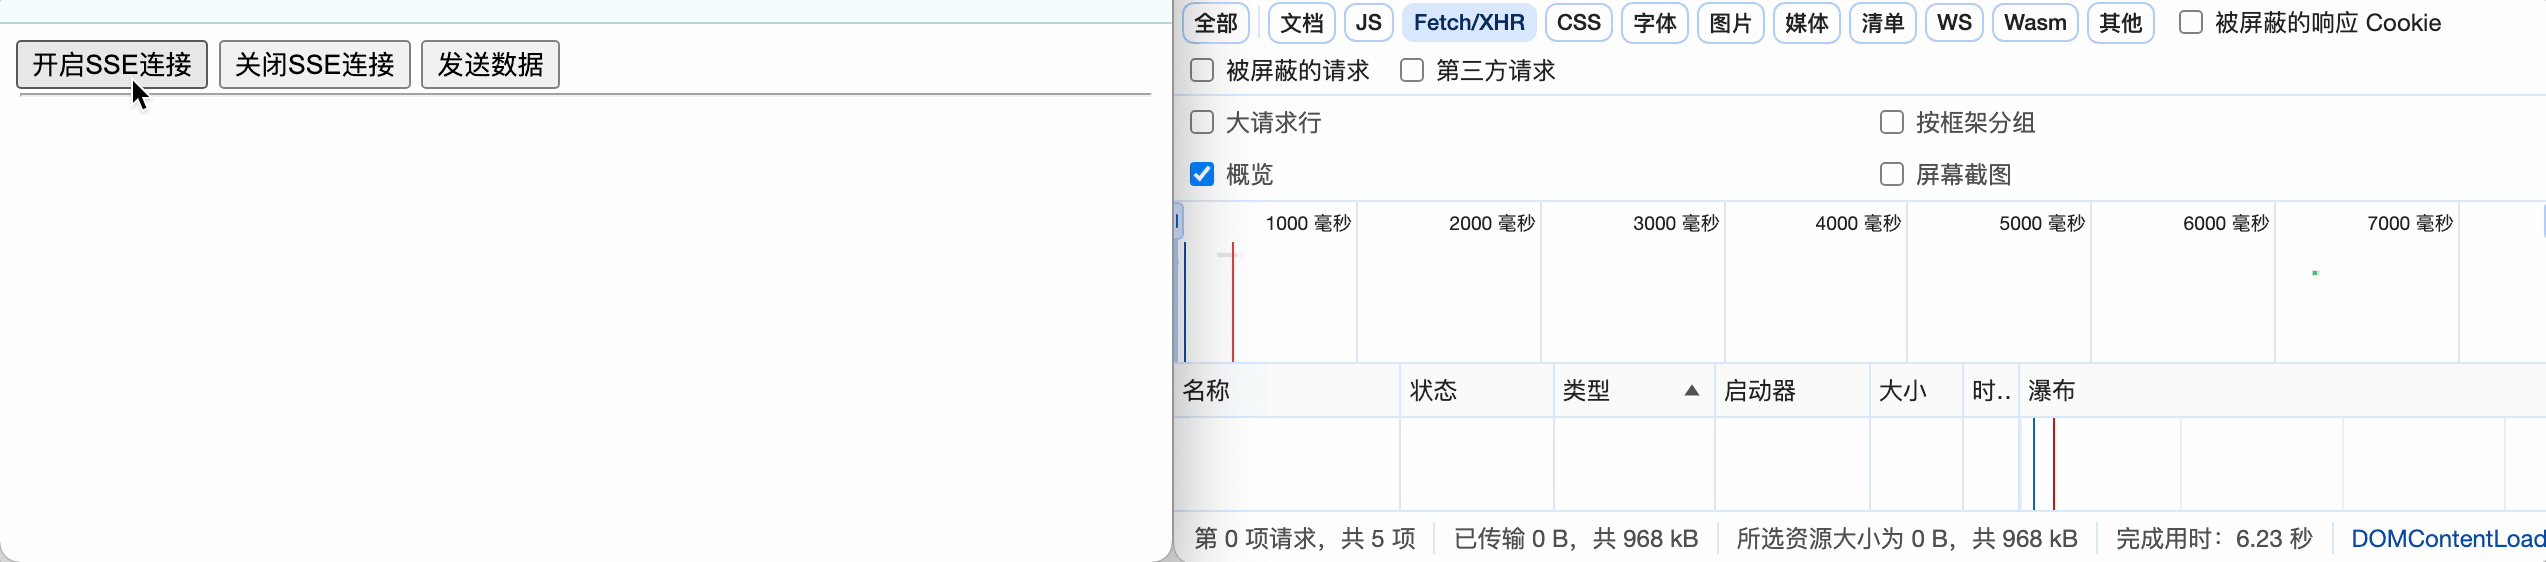 开启SSE连接 关闭SSE连接 发送数据
全部 文档 JS Fetch/XHR CSS 字体 图片 媒体 清单 WS Wasm 其他 被屏蔽的响应 Cookie
被屏蔽的请求 第三方请求
大请求行 按框架分组
概览 屏幕截图
1000 毫秒 2000 毫秒 3000 毫秒 4000 毫秒 5000 毫秒 6000 毫秒 7000 毫秒
名称 状态 类型 启动器 大小 时.. 瀑布
第 0 项请求，共 5 项 已传输 0 B，共 968 kB 所选资源大小为 0 B，共 968 kB 完成用时：6.23 秒 DOMContentLoad